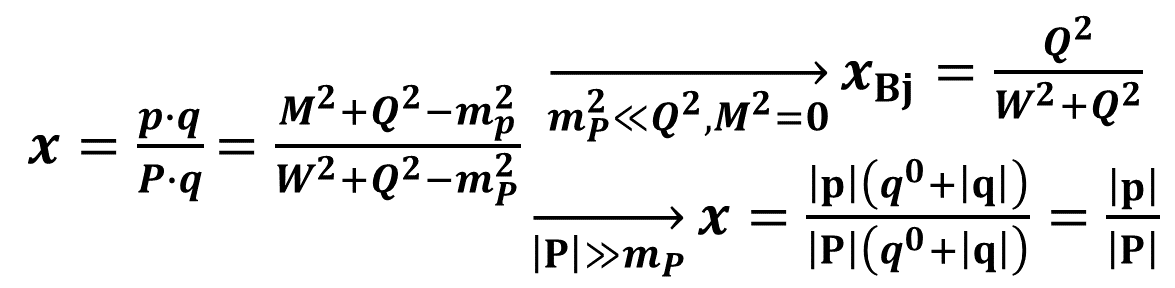 x = p·q / P·q = M²+Q²−m_p² / W²+Q²−m_P² ⟶ x_Bj = Q² / W²+Q²
m_P²≪Q²,M²=0
⟶ x = |p|(q⁰+|q|) / |P|(q⁰+|q|) = |p| / |P|
|P|≫m_P